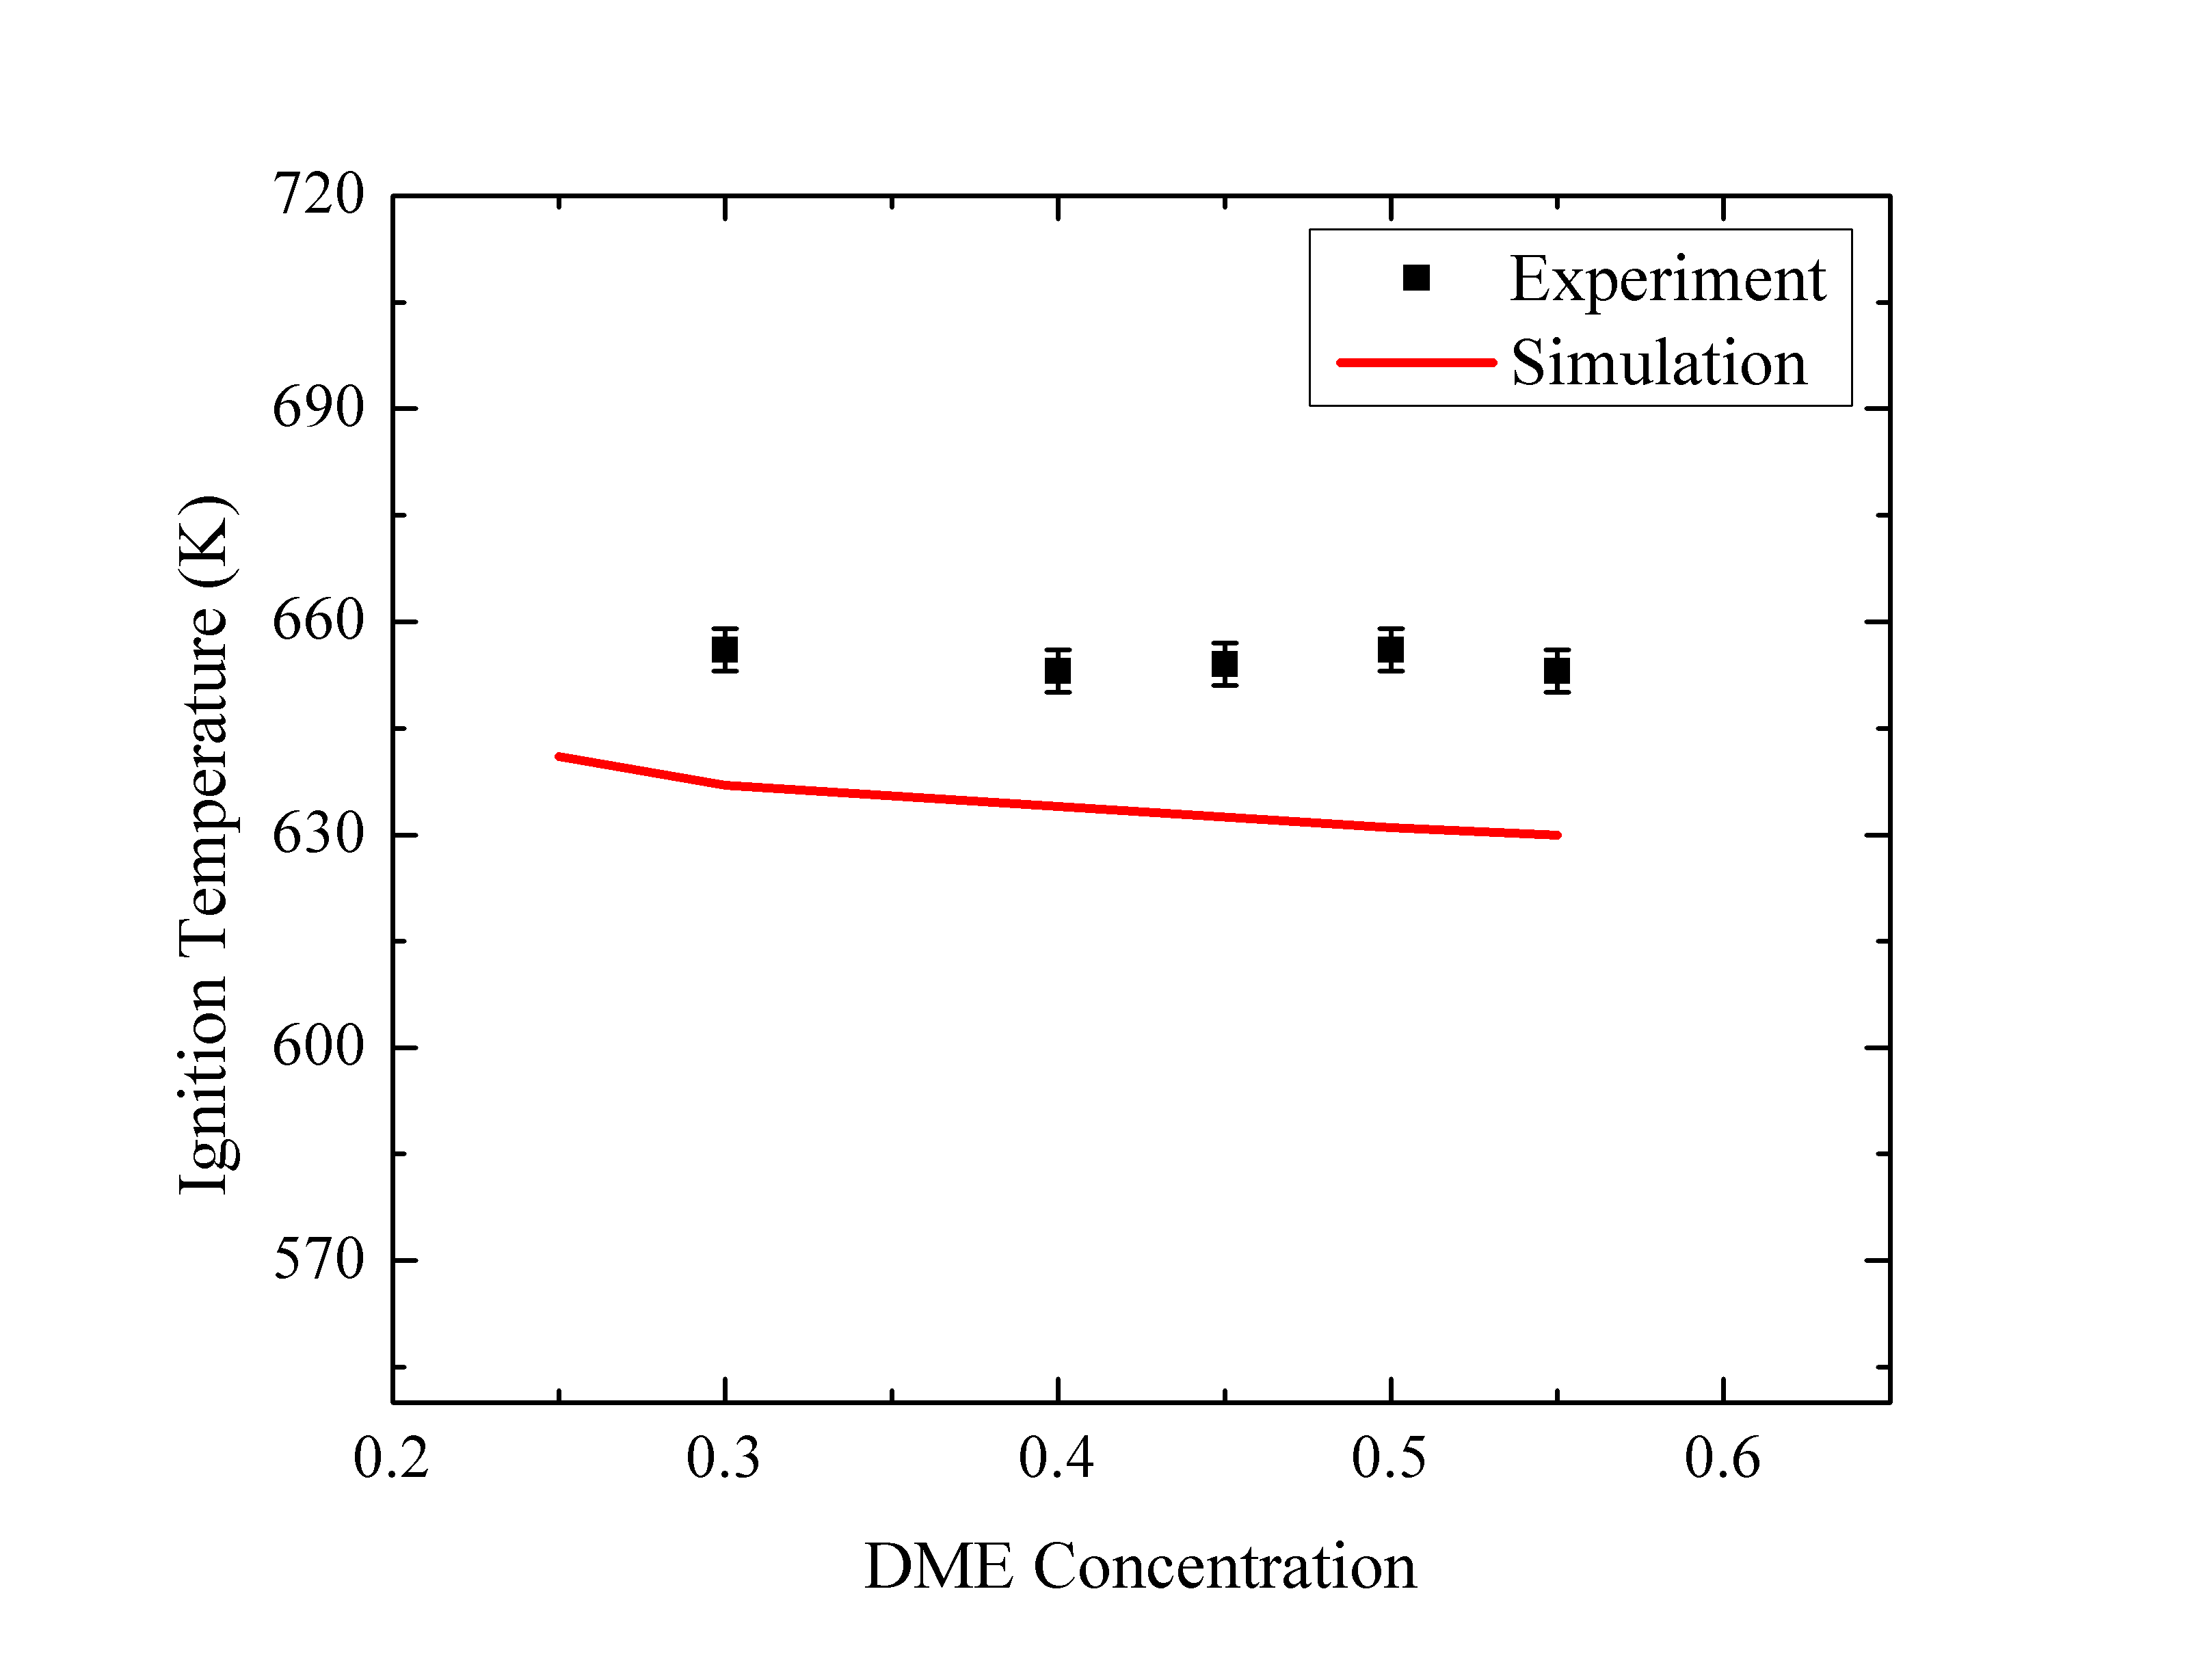 720
690
660
630
600
570
Ignition Temperature (K)
Experiment
Simulation
0.2 0.3 0.4 0.5 0.6
DME Concentration